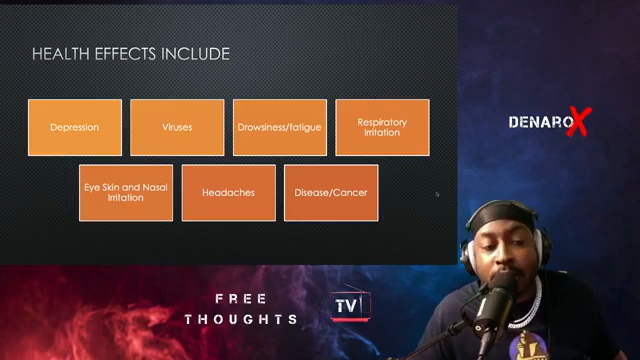 HEALTH EFFECTS INCLUDE
Depression
Viruses
Drowsiness/fatigue
Respiratory
Irritation
Eye Skin and Nasal
Irritation
Headaches
Disease/Cancer
DENAROX
FREE
THOUGHTS
TV